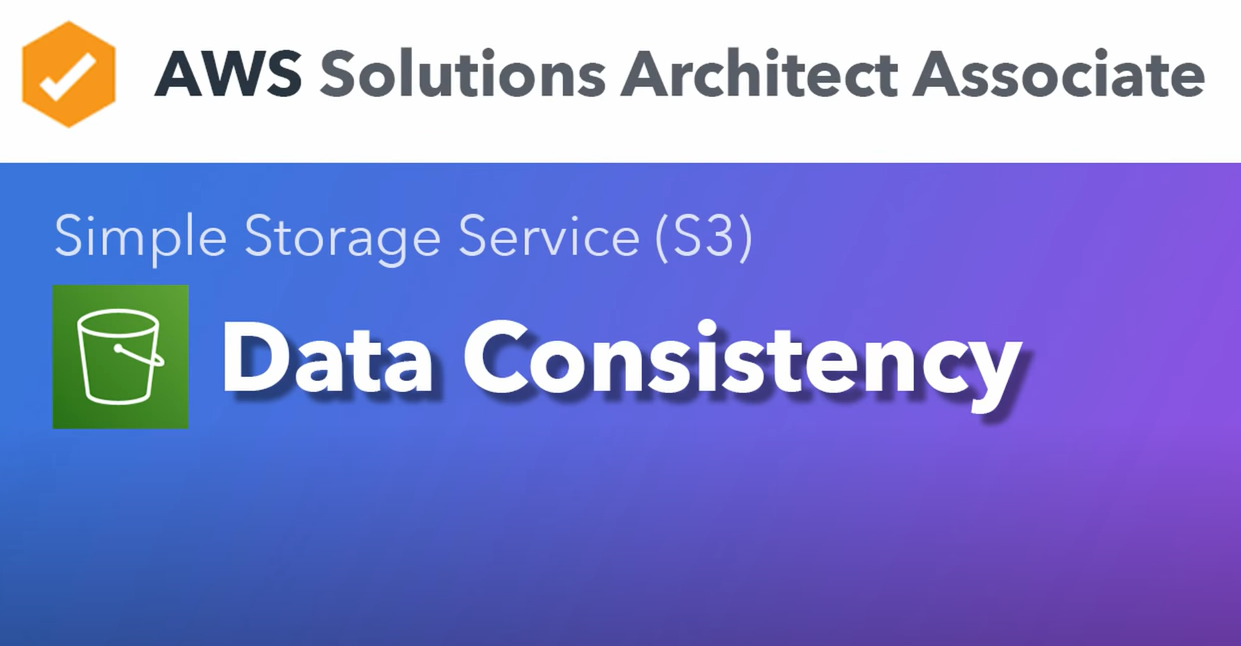 AWS Solutions Architect Associate
Simple Storage Service (S3)
Data Consistency